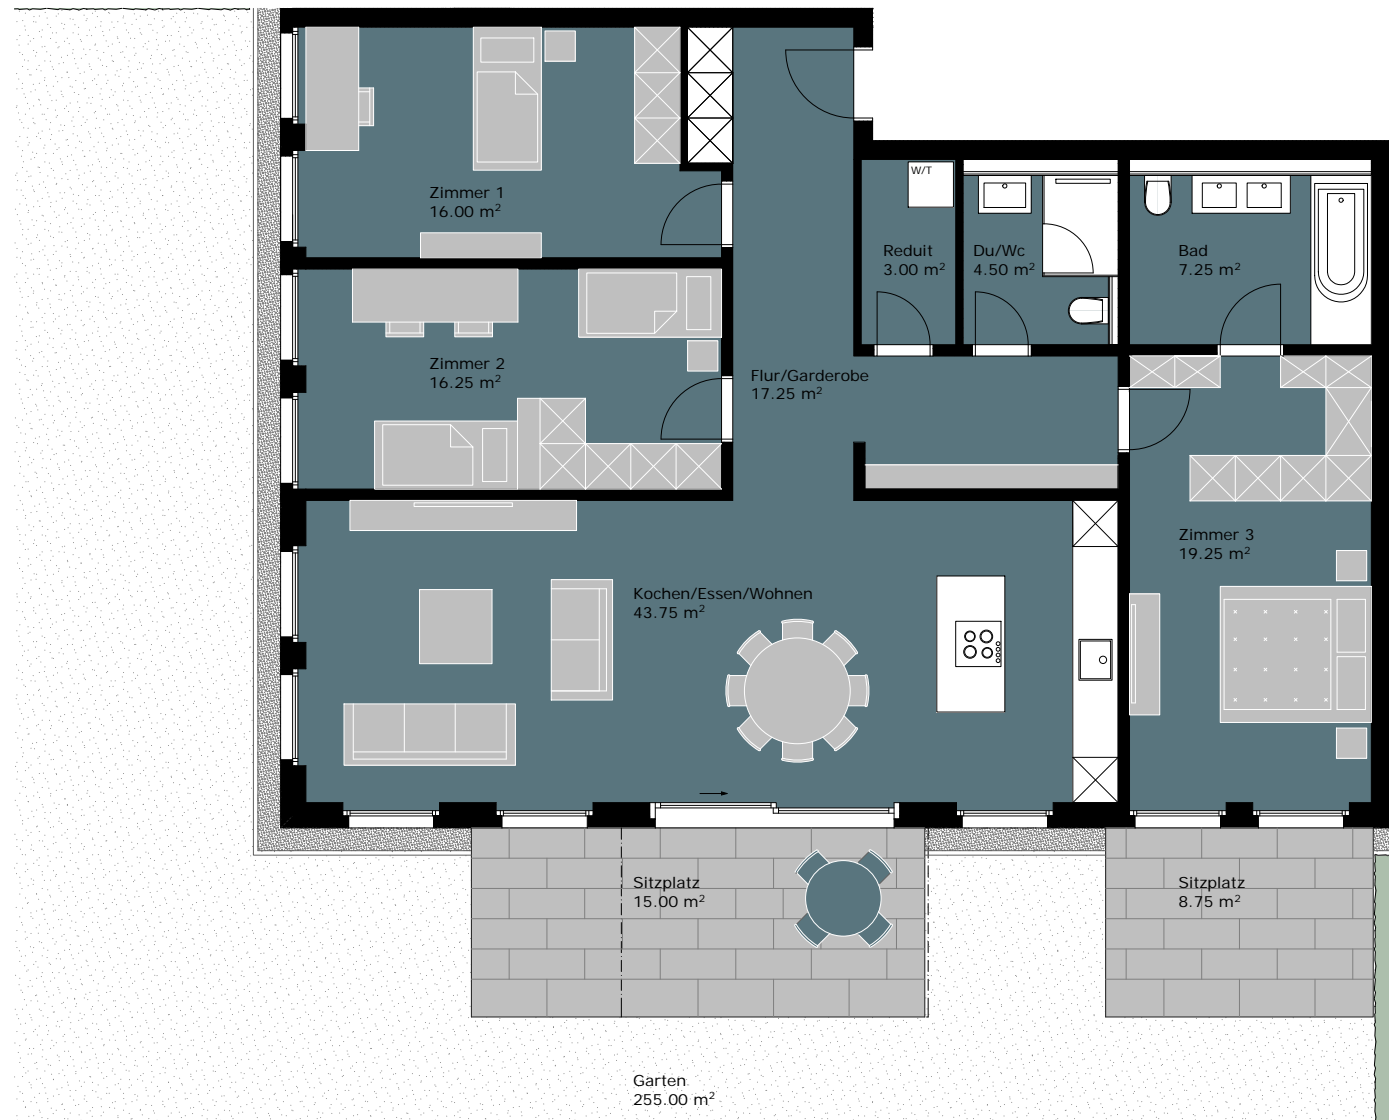 W/T
Zimmer 1
16.00 m²
Reduit
3.00 m²
Du/Wc
4.50 m²
Bad
7.25 m²
Zimmer 2
16.25 m²
Flur/Garderobe
17.25 m²
Zimmer 3
19.25 m²
Kochen/Essen/Wohnen
43.75 m²
Sitzplatz
15.00 m²
Sitzplatz
8.75 m²
Garten
255.00 m²